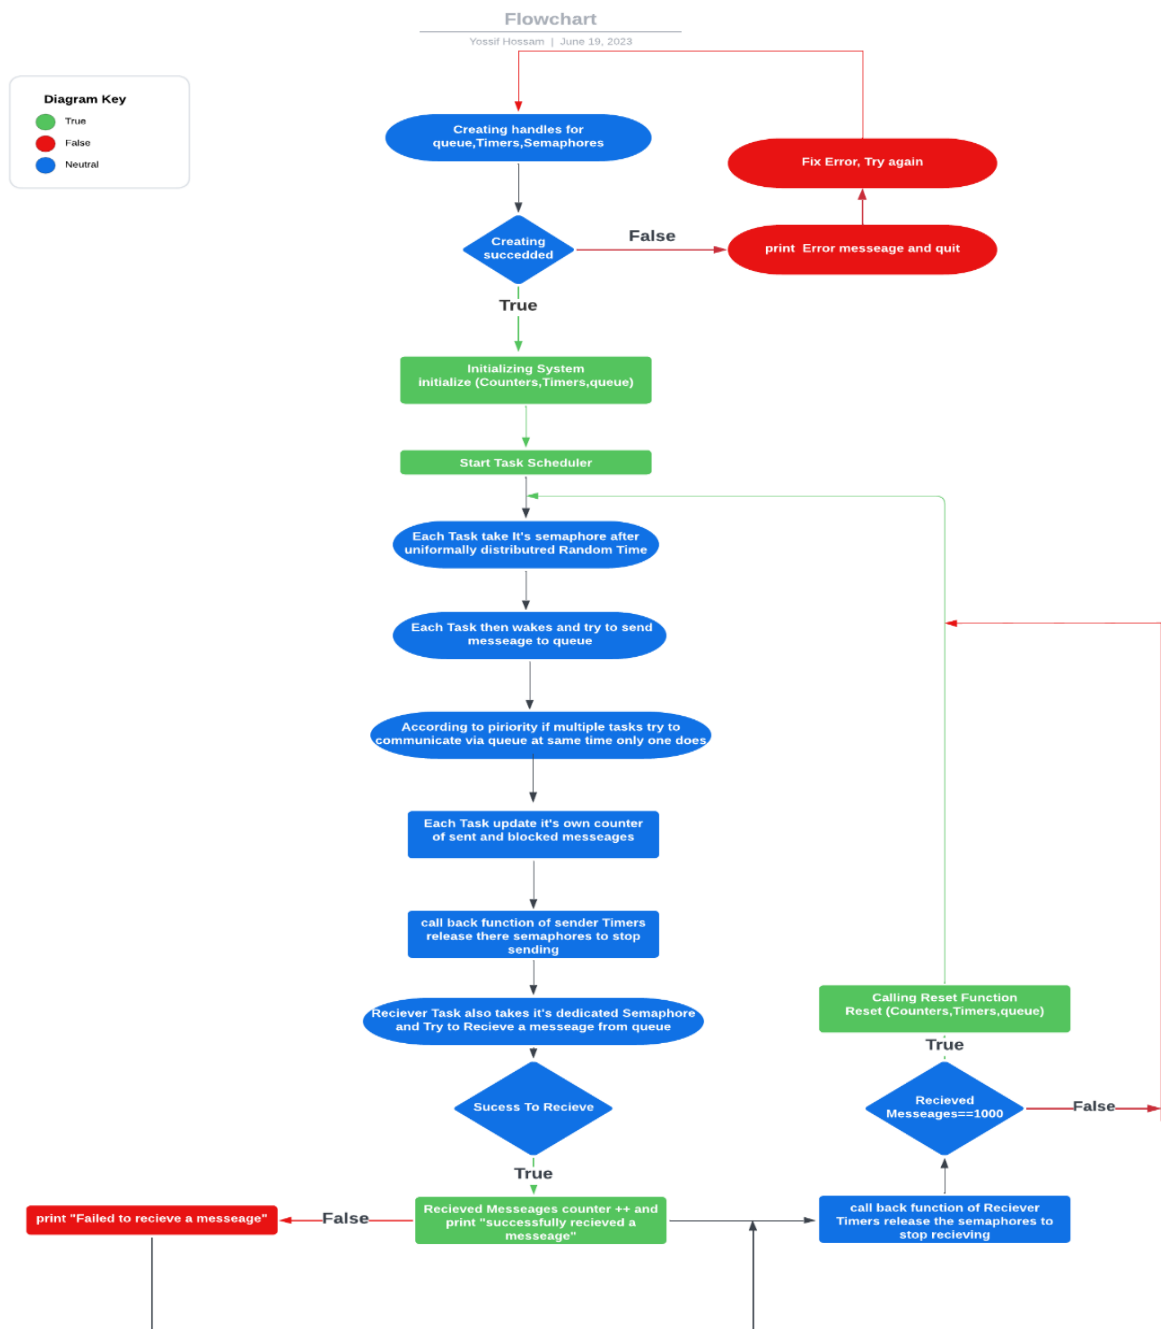 Flowchart
Yossif Hossam | June 19, 2023
Diagram Key
True
False
Neutral
Creating handles for
queue,Timers,Semaphores
Fix Error, Try again
Creating
succedded
False
print Error messeage and quit
True
Initializing System
initialize (Counters,Timers,queue)
Start Task Scheduler
Each Task take It's semaphore after
uniformally distributred Random Time
Each Task then wakes and try to send
messeage to queue
According to piriority if multiple tasks try to
communicate via queue at same time only one does
Each Task update it's own counter
of sent and blocked messeages
call back function of sender Timers
release there semaphores to stop
sending
Reciever Task also takes it's dedicated Semaphore
and Try to Recieve a messeage from queue
Sucess To Recieve
True
Recieved Messeages counter ++ and
print "successfully recieved a
messeage"
False
print "Failed to recieve a messeage"
call back function of Reciever
Timers release the semaphores to
stop recieving
Recieved
Messeages==1000
False
True
Calling Reset Function
Reset (Counters,Timers,queue)